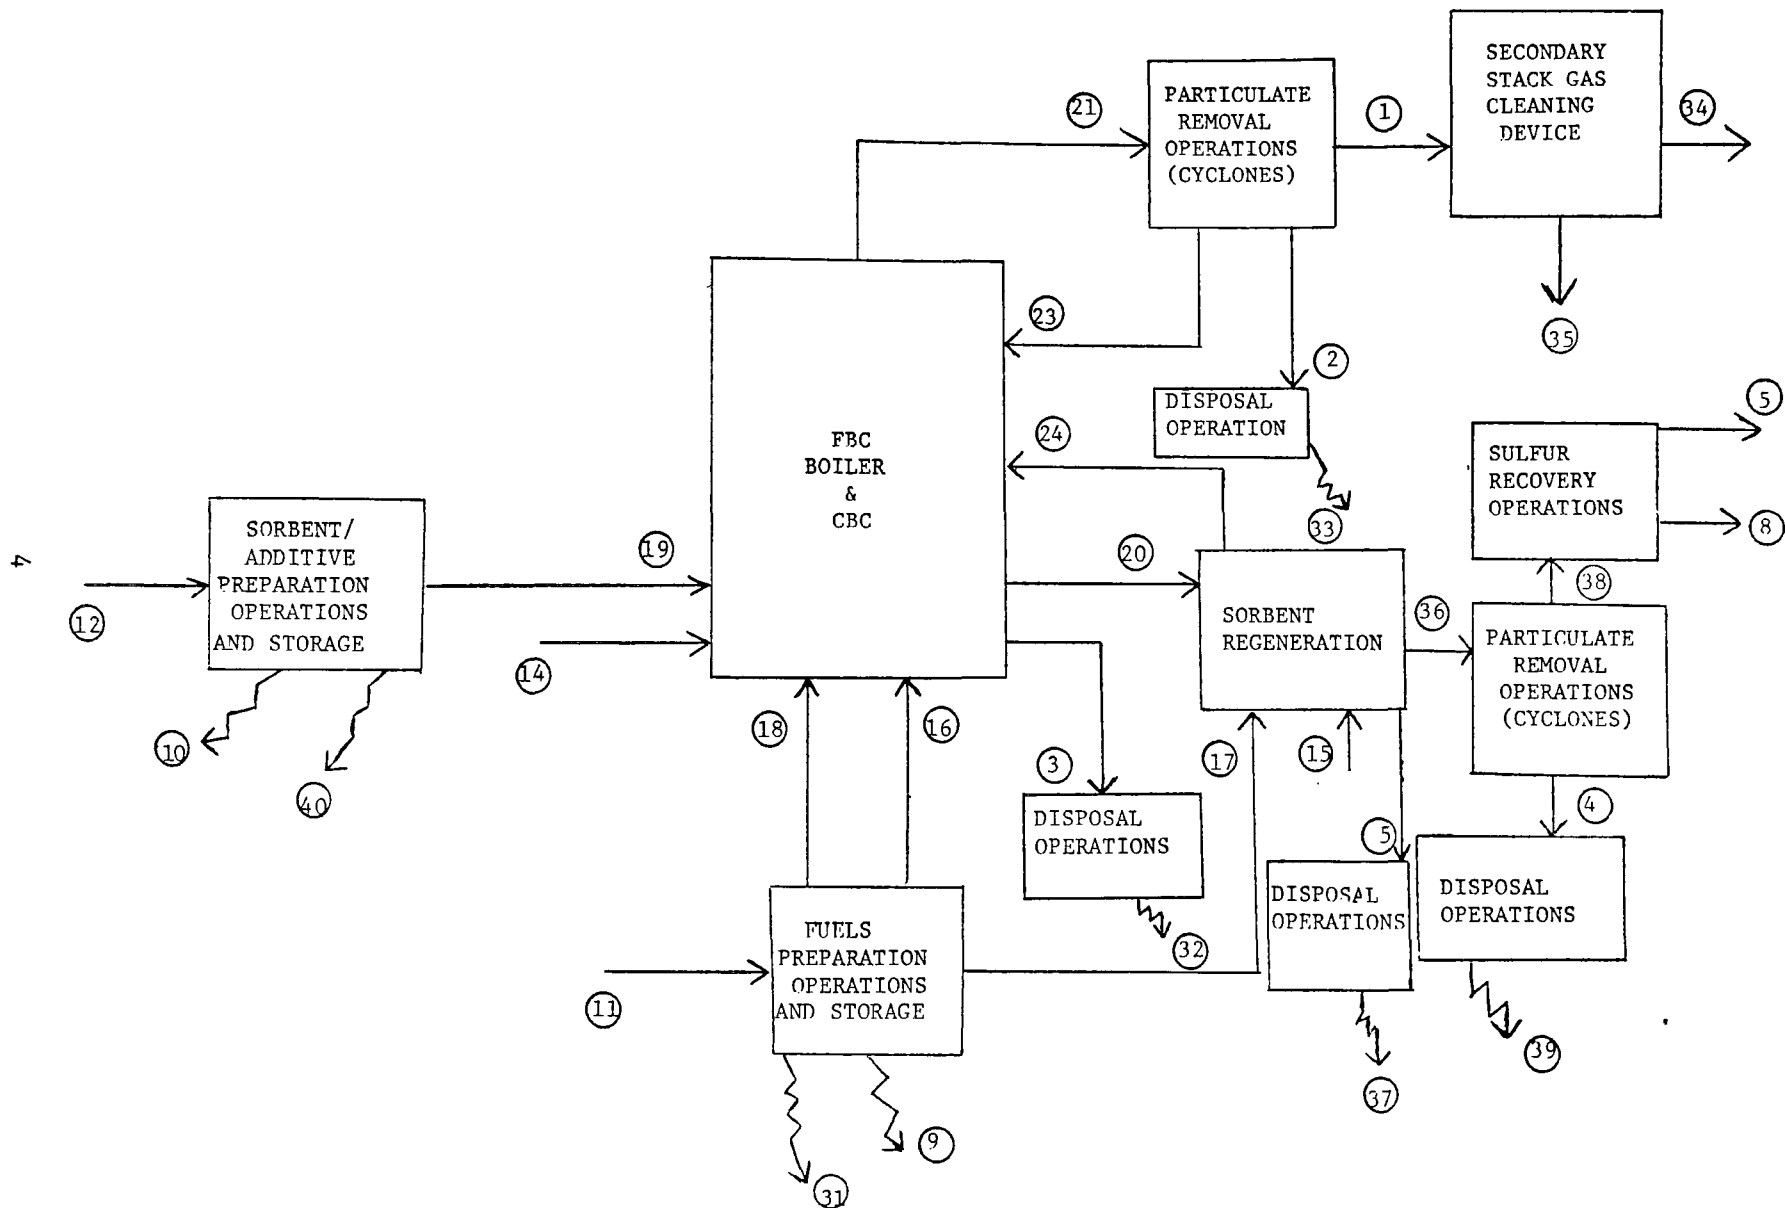 21
PARTICULATE
REMOVAL
OPERATIONS
(CYCLONES)
1
SECONDARY
STACK GAS
CLEANING
DEVICE
34
35
23
2
DISPOSAL
OPERATION
33
24
FBC
BOILER
&
CBC
SORBENT/
ADDITIVE
PREPARATION
OPERATIONS
AND STORAGE
12
10
40
19
14
18
16
20
3
DISPOSAL
OPERATIONS
32
SORBENT
REGENERATION
17
15
36
5
8
SULFUR
RECOVERY
OPERATIONS
38
PARTICULATE
REMOVAL
OPERATIONS
(CYCLONES)
4
DISPOSAL
OPERATIONS
39
5
DISPOSAL
OPERATIONS
37
FUELS
PREPARATION
OPERATIONS
AND STORAGE
11
31
9
4